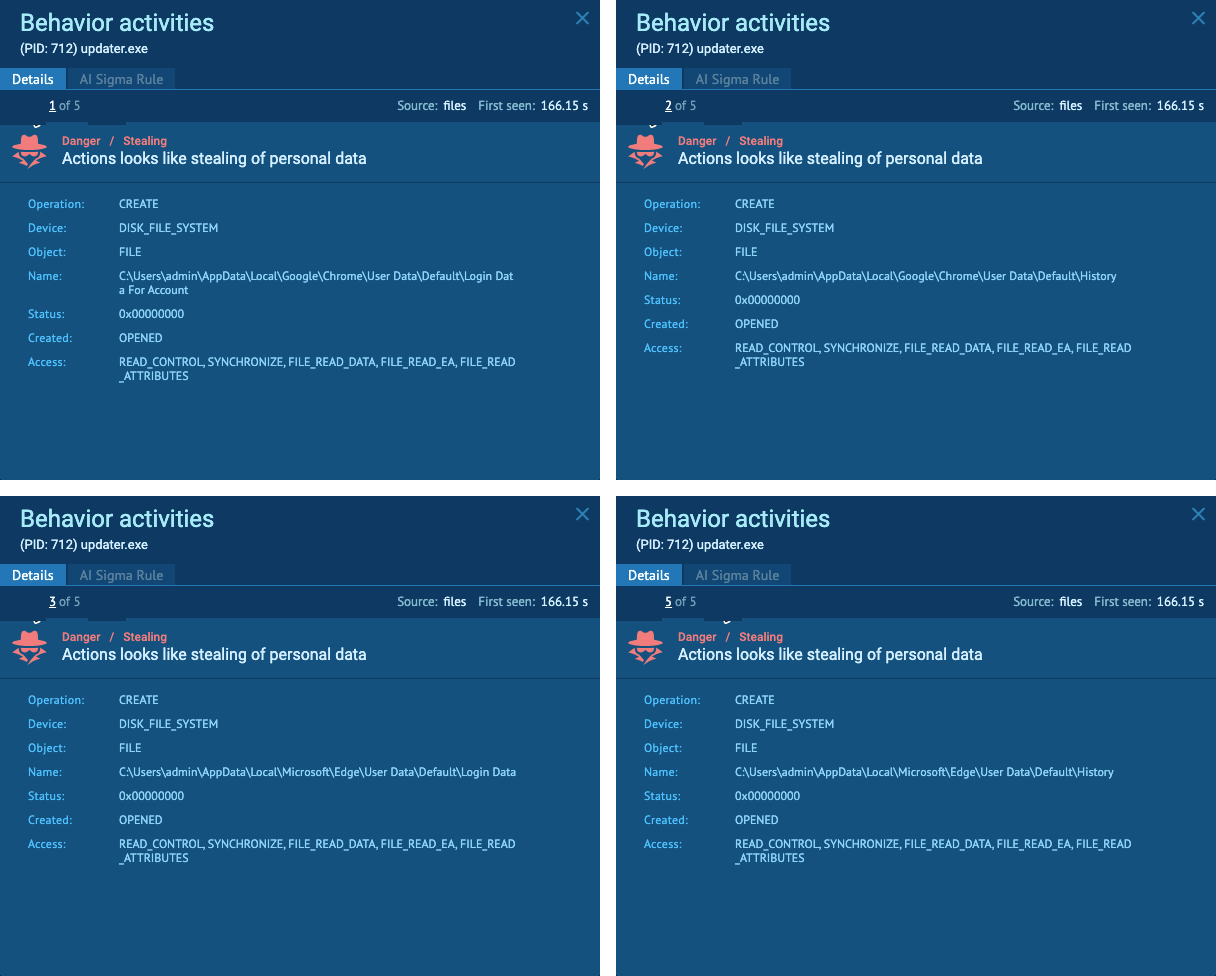 Behavior activities
(PID: 712) updater.exe
Details AI Sigma Rule
1 of 5 Source: files First seen: 166.15 s
Danger / Stealing
Actions looks like stealing of personal data
Operation: CREATE
Device: DISK_FILE_SYSTEM
Object: FILE
Name: C:\Users\admin\AppData\Local\Google\Chrome\User Data\Default\Login Dat
a For Account
Status: 0x00000000
Created: OPENED
Access: READ_CONTROL, SYNCHRONIZE, FILE_READ_DATA, FILE_READ_EA, FILE_READ
_ATTRIBUTES
Behavior activities
(PID: 712) updater.exe
Details AI Sigma Rule
2 of 5 Source: files First seen: 166.15 s
Danger / Stealing
Actions looks like stealing of personal data
Operation: CREATE
Device: DISK_FILE_SYSTEM
Object: FILE
Name: C:\Users\admin\AppData\Local\Google\Chrome\User Data\Default\History
Status: 0x00000000
Created: OPENED
Access: READ_CONTROL, SYNCHRONIZE, FILE_READ_DATA, FILE_READ_EA, FILE_READ
_ATTRIBUTES
Behavior activities
(PID: 712) updater.exe
Details AI Sigma Rule
3 of 5 Source: files First seen: 166.15 s
Danger / Stealing
Actions looks like stealing of personal data
Operation: CREATE
Device: DISK_FILE_SYSTEM
Object: FILE
Name: C:\Users\admin\AppData\Local\Microsoft\Edge\User Data\Default\Login Data
Status: 0x00000000
Created: OPENED
Access: READ_CONTROL, SYNCHRONIZE, FILE_READ_DATA, FILE_READ_EA, FILE_READ
_ATTRIBUTES
Behavior activities
(PID: 712) updater.exe
Details AI Sigma Rule
5 of 5 Source: files First seen: 166.15 s
Danger / Stealing
Actions looks like stealing of personal data
Operation: CREATE
Device: DISK_FILE_SYSTEM
Object: FILE
Name: C:\Users\admin\AppData\Local\Microsoft\Edge\User Data\Default\History
Status: 0x00000000
Created: OPENED
Access: READ_CONTROL, SYNCHRONIZE, FILE_READ_DATA, FILE_READ_EA, FILE_READ
_ATTRIBUTES